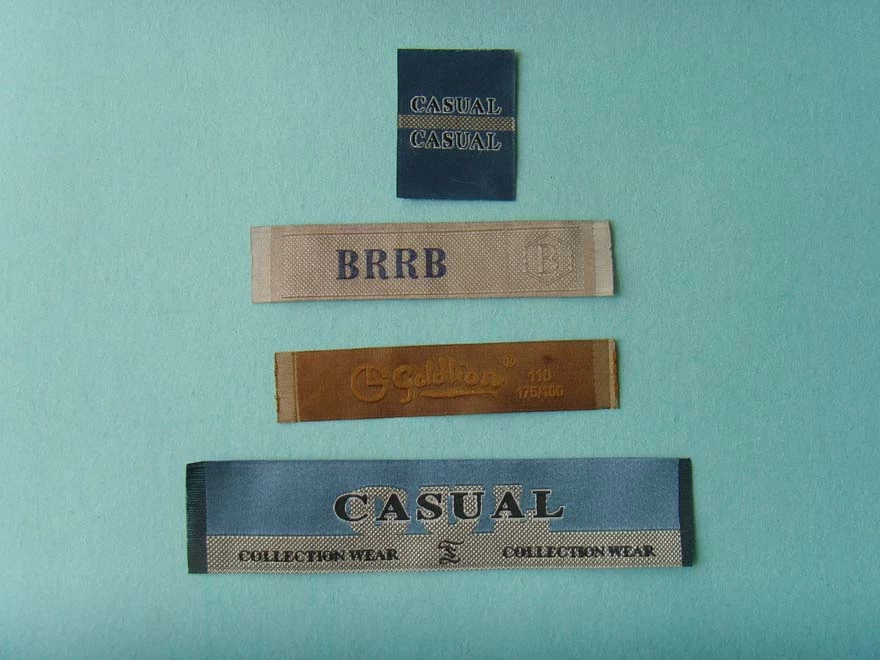 CASUAL
CASUAL
BRRB
B
Goldlion®
110
175/100
CASUAL
COLLECTION WEAR COLLECTION WEAR